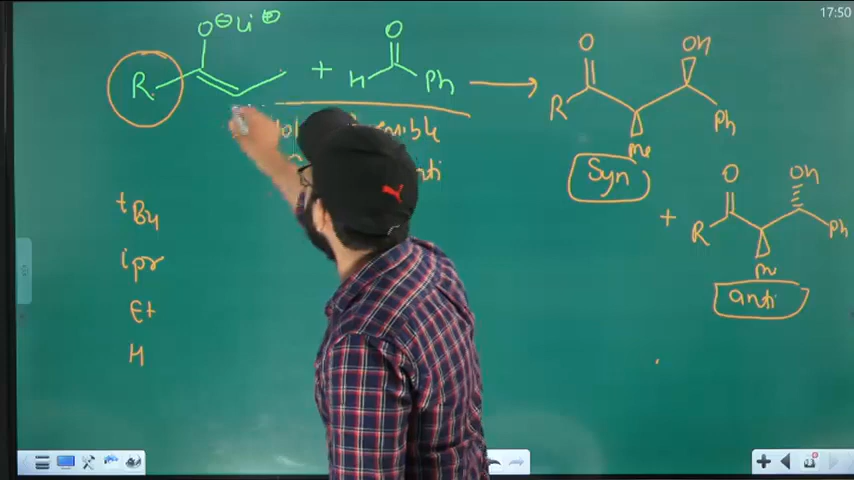 17:50
O⊖Li⊕
O
R
+
H
Ph
O
OH
R
Me
Ph
Syn
+
O
OH
R
Me
Ph
anti
tBu
ipr
Et
H